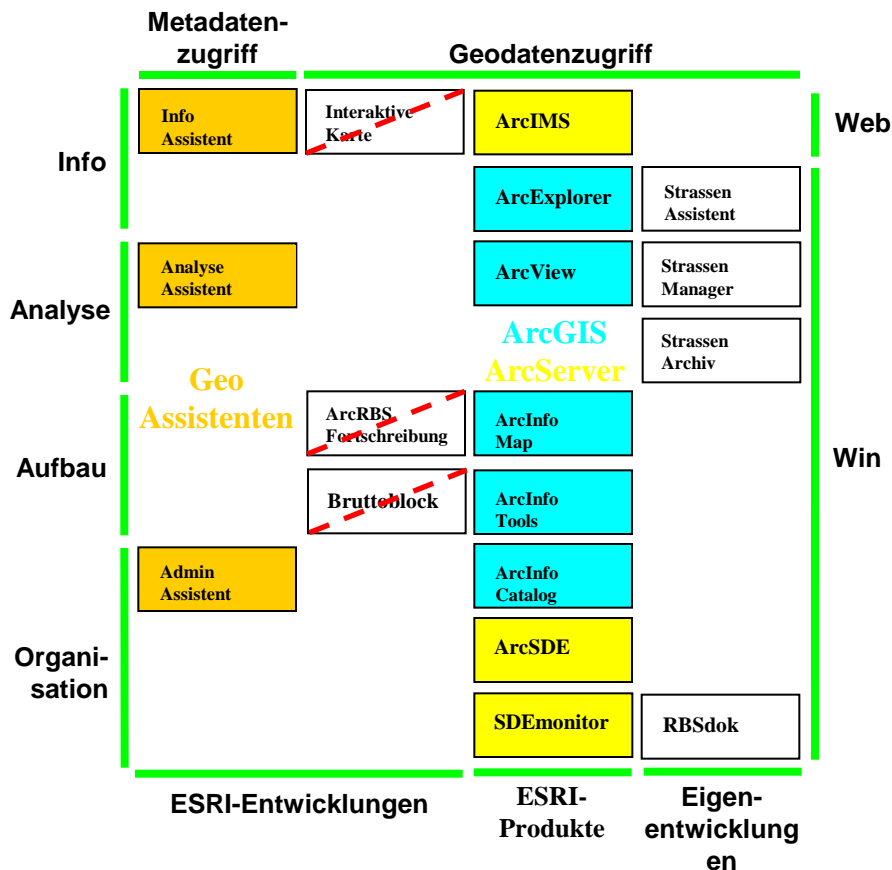 Metadaten-
zugriff
Geodatenzugriff
Info
Assistent
Interaktive
Karte
ArcIMS
Web
Info
ArcExplorer
Strassen
Assistent
Analyse
Assistent
ArcView
Strassen
Manager
Analyse
ArcGIS
ArcServer
Strassen
Archiv
Geo
Assistenten
ArcRBS
Fortschreibung
ArcInfo
Map
Aufbau
Win
Bruttoblock
ArcInfo
Tools
Admin
Assistent
ArcInfo
Catalog
Organi-
sation
ArcSDE
SDEmonitor
RBSdok
ESRI-Entwicklungen
ESRI-
Produkte
Eigen-
entwicklung
en